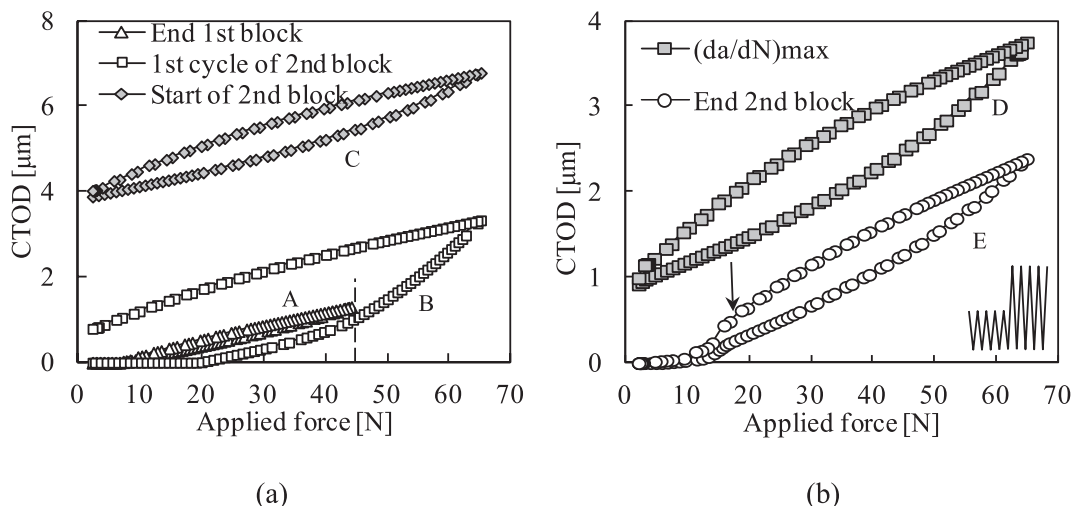 (a)
CTOD [μm]
8
6
4
2
0
End 1st block
1st cycle of 2nd block
Start of 2nd block
C
A
B
0 10 20 30 40 50 60 70
Applied force [N]
(b)
CTOD [μm]
4
3
2
1
0
(da/dN)max
End 2nd block
D
E
0 10 20 30 40 50 60 70
Applied force [N]
(a)
(b)